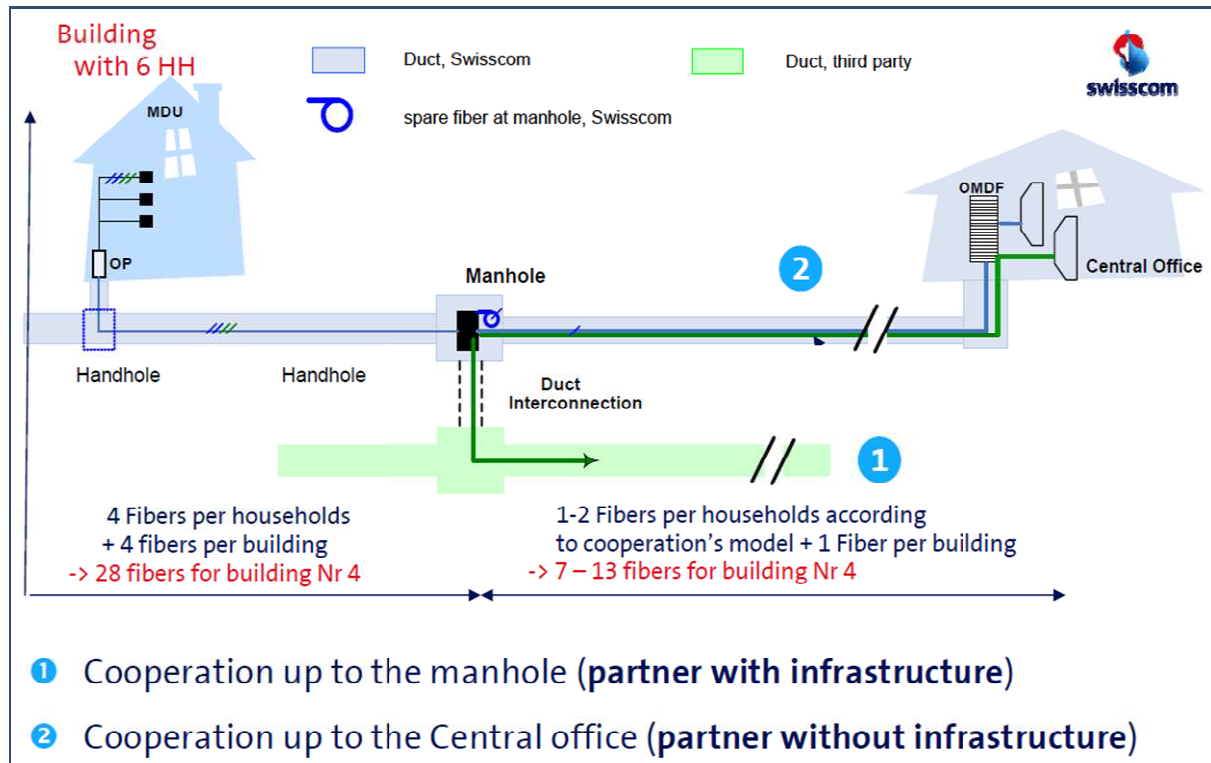 Building
with 6 HH
Duct, Swisscom
Duct, third party
spare fiber at manhole, Swisscom
swisscom
MDU
OP
OMDF
Central Office
Manhole
2
Handhole
Handhole
Duct
Interconnection
1
4 Fibers per households
+ 4 fibers per building
-> 28 fibers for building Nr 4
1-2 Fibers per households according
to cooperation's model + 1 Fiber per building
-> 7 – 13 fibers for building Nr 4
1 Cooperation up to the manhole (partner with infrastructure)
2 Cooperation up to the Central office (partner without infrastructure)